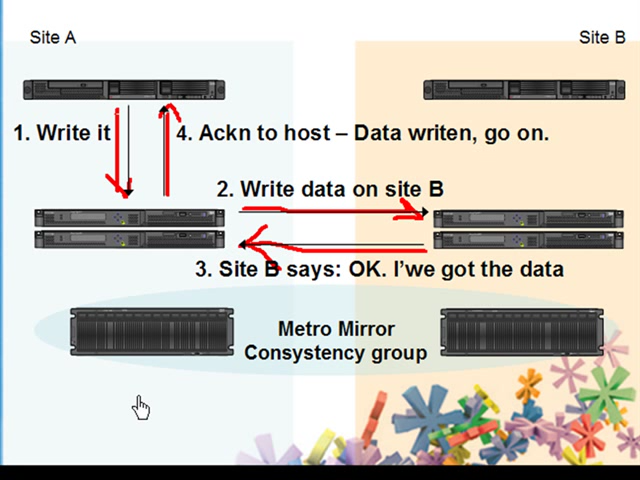 Site A
Site B
1. Write it
4. Ackn to host – Data writen, go on.
2. Write data on site B
3. Site B says: OK. I'we got the data
Metro Mirror
Consystency group